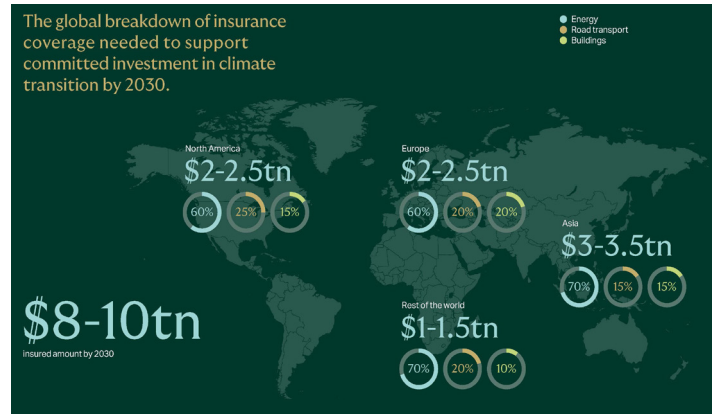 The global breakdown of insurance
coverage needed to support
committed investment in climate
transition by 2030.
Energy
Road transport
Buildings
North America
$2-2.5tn
60% 25% 15%
Europe
$2-2.5tn
60% 20% 20%
Asia
$3-3.5tn
70% 15% 15%
$8-10tn
insured amount by 2030
Rest of the world
$1-1.5tn
70% 20% 10%